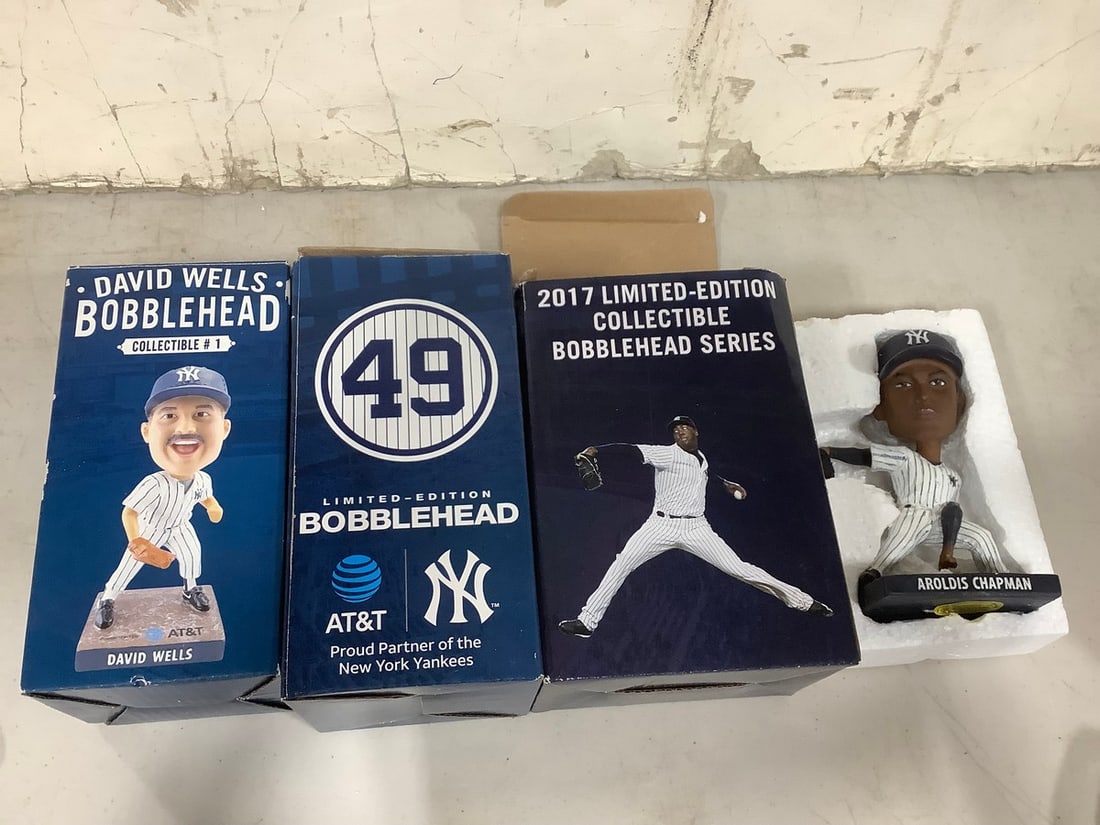 · DAVID WELLS ·
BOBBLEHEAD
COLLECTIBLE # 1
NY
AT&T
DAVID WELLS
49
LIMITED-EDITION
BOBBLEHEAD
AT&T
NY™
Proud Partner of the
New York Yankees
2017 LIMITED-EDITION
COLLECTIBLE
BOBBLEHEAD SERIES
NY
AROLDIS CHAPMAN